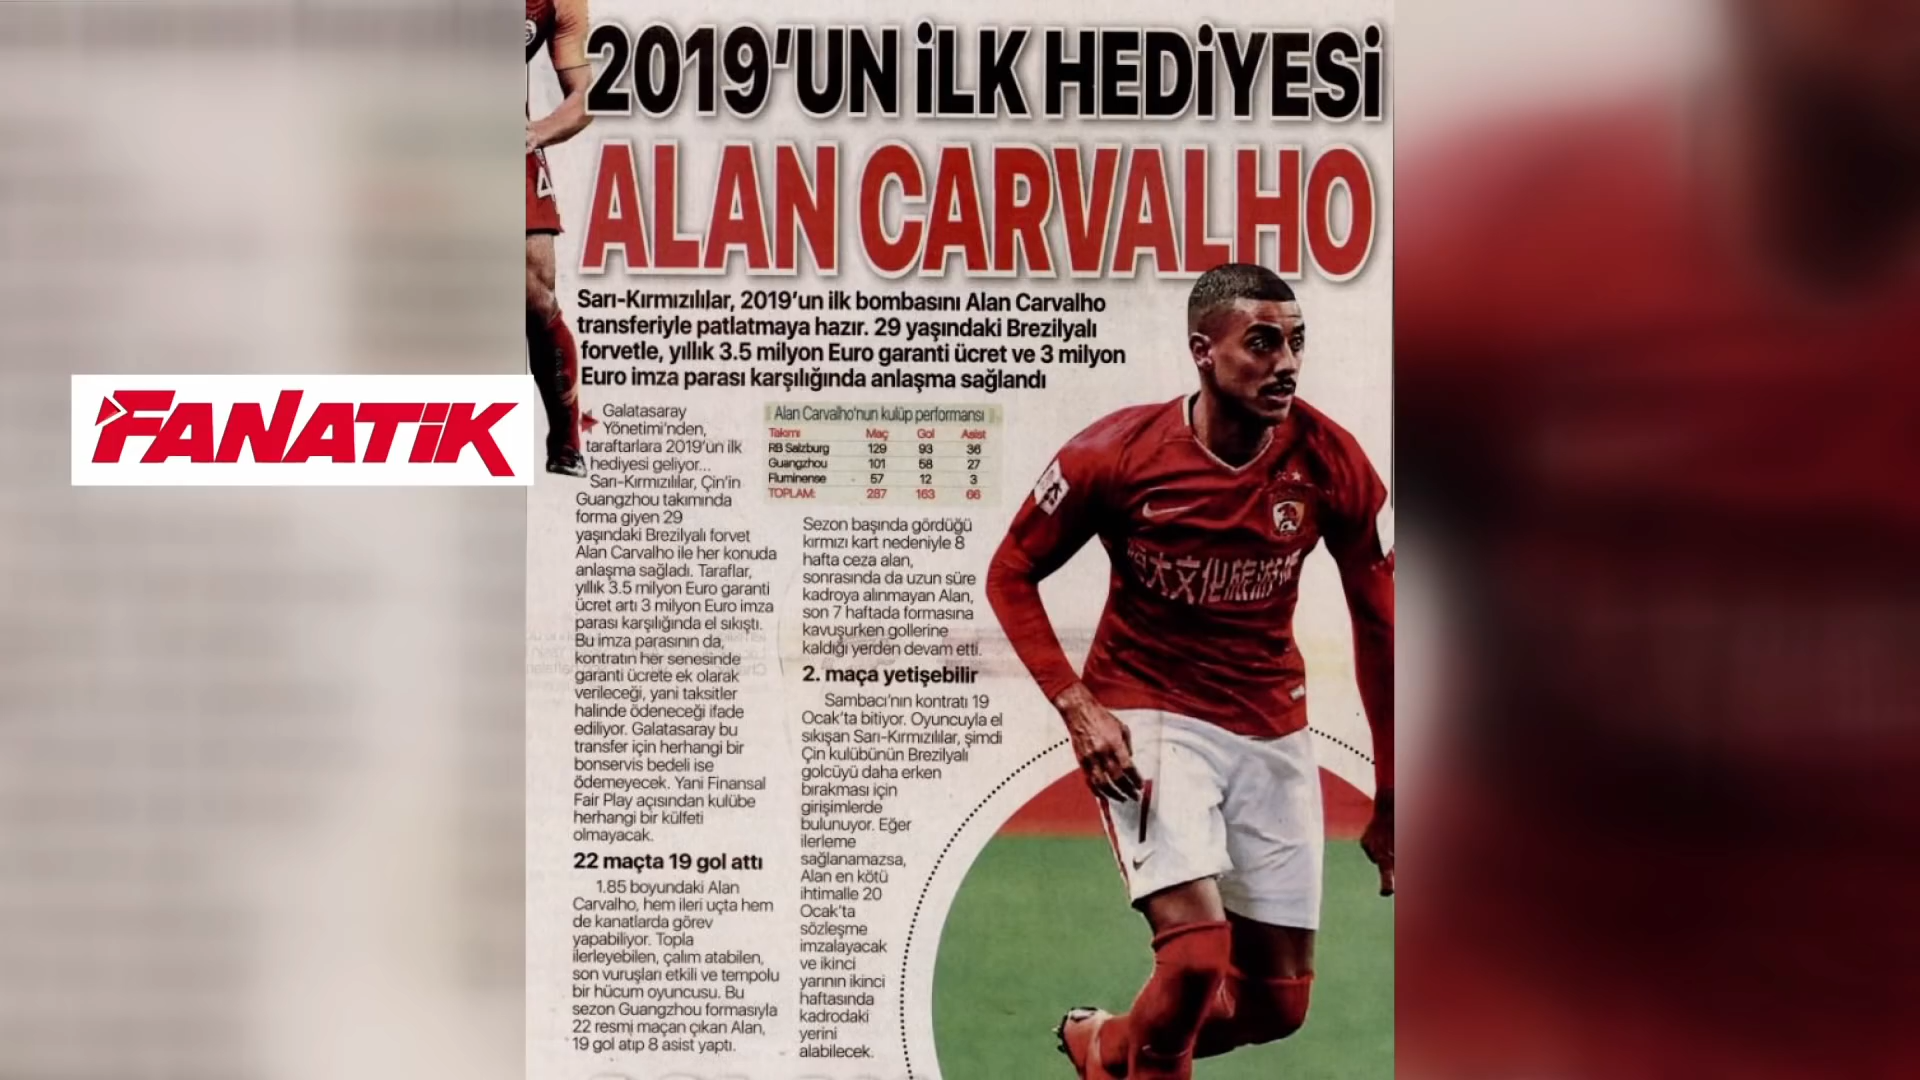 2019'UN İLK HEDİYESİ
ALAN CARVALHO
Sarı-Kırmızılılar, 2019'un ilk bombasını Alan Carvalho
transferiyle patlatmaya hazır. 29 yaşındaki Brezilyalı
forvetle, yıllık 3.5 milyon Euro garanti ücret ve 3 milyon
Euro imza parası karşılığında anlaşma sağlandı
FANATİK
Galatasaray
Yönetimi'nden,
taraftarlara 2019'un ilk
hediyesi geliyor...
Sarı-Kırmızılılar, Çin'in
Guangzhou takımında
forma giyen 29
yaşındaki Brezilyalı forvet
Alan Carvalho ile her konuda
anlaşma sağladı. Taraflar,
yıllık 3.5 milyon Euro garanti
ücret artı 3 milyon Euro imza
parası karşılığında el sıkıştı.
Bu imza parasının da,
kontratın her senesinde
garanti ücrete ek olarak
verileceği, yani taksitler
halinde ödeneceği ifade
ediliyor. Galatasaray bu
transfer için herhangi bir
bonservis bedeli ise
ödemeyecek. Yani Finansal
Fair Play açısından kulübe
herhangi bir külfeti
olmayacak.
22 maçta 19 gol attı
1.85 boyundaki Alan
Carvalho, hem ileri uçta hem
de kanatlarda görev
yapabiliyor. Topla
ilerleyebilen, çalım atabilen,
son vuruşları etkili ve tempolu
bir hücum oyuncusu. Bu
sezon Guangzhou formasıyla
22 resmi maçan çıkan Alan,
19 gol atıp 8 asist yaptı.
Alan Carvalho'nun kulüp performansı
Takımı Maç Gol Asist
RB Salzburg 129 93 36
Guangzhou 101 58 27
Fluminense 57 12 3
TOPLAM: 287 163 66
Sezon başında gördüğü
kırmızı kart nedeniyle 8
hafta ceza alan,
sonrasında da uzun süre
kadroya alınmayan Alan,
son 7 haftada formasına
kavuşurken gollerine
kaldığı yerden devam etti.
2. maça yetişebilir
Sambacı'nın kontratı 19
Ocak'ta bitiyor. Oyuncuyla el
sıkışan Sarı-Kırmızılılar, şimdi
Çin kulübünün Brezilyalı
golcüyü daha erken
bırakması için
girişimlerde
bulunuyor. Eğer
ilerleme
sağlanamazsa,
Alan en kötü
ihtimalle 20
Ocak'ta
sözleşme
imzalayacak
ve ikinci
yarının ikinci
haftasında
kadrodaki
yerini
alabilecek.
大文化旅游